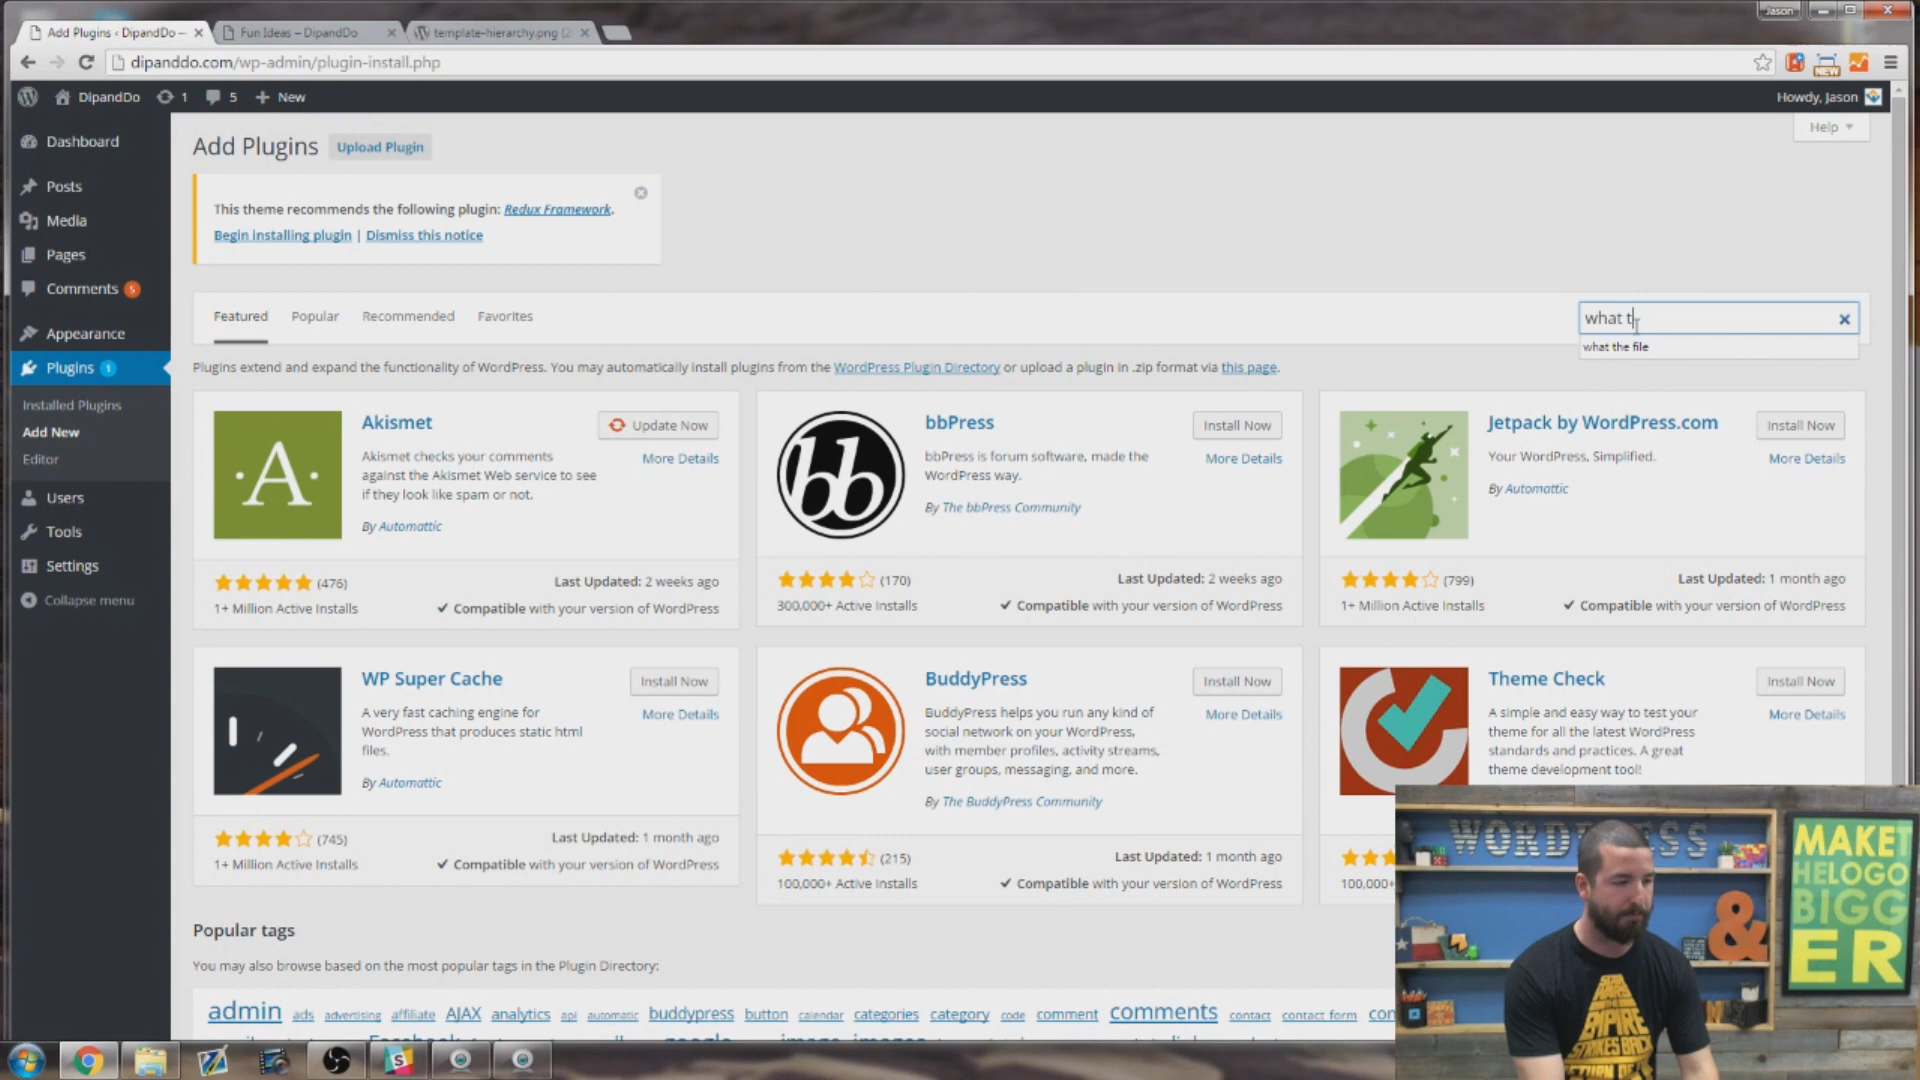 Jason
Add Plugins ‹ DipandDo —
Fun Ideas – DipandDo
template-hierarchy.png (2
dipanddo.com/wp-admin/plugin-install.php
NEW
DipandDo 1 5 + New
Howdy, Jason
Help
Dashboard
Posts
Media
Pages
Comments 5
Appearance
Plugins 1
Installed Plugins
Add New
Editor
Users
Tools
Settings
Collapse menu
Add Plugins Upload Plugin
This theme recommends the following plugin: Redux Framework.
Begin installing plugin | Dismiss this notice
Featured Popular Recommended Favorites
what t
what the file
Plugins extend and expand the functionality of WordPress. You may automatically install plugins from the WordPress Plugin Directory or upload a plugin in .zip format via this page.
·A·
Akismet
Update Now
More Details
Akismet checks your comments
against the Akismet Web service to see
if they look like spam or not.
By Automattic
(476)
1+ Million Active Installs
Last Updated: 2 weeks ago
✓ Compatible with your version of WordPress
bb
bbPress
Install Now
More Details
bbPress is forum software, made the
WordPress way.
By The bbPress Community
(170)
300,000+ Active Installs
Last Updated: 2 weeks ago
✓ Compatible with your version of WordPress
Jetpack by WordPress.com
Install Now
More Details
Your WordPress, Simplified.
By Automattic
(799)
1+ Million Active Installs
Last Updated: 1 month ago
✓ Compatible with your version of WordPress
WP Super Cache
Install Now
More Details
A very fast caching engine for
WordPress that produces static html
files.
By Automattic
(745)
1+ Million Active Installs
Last Updated: 1 month ago
✓ Compatible with your version of WordPress
BuddyPress
Install Now
More Details
BuddyPress helps you run any kind of
social network on your WordPress,
with member profiles, activity streams,
user groups, messaging, and more.
By The BuddyPress Community
(215)
100,000+ Active Installs
Last Updated: 1 month ago
✓ Compatible with your version of WordPress
Theme Check
Install Now
More Details
A simple and easy way to test your
theme for all the latest WordPress
standards and practices. A great
theme development tool!
100,000+
Popular tags
You may also browse based on the most popular tags in the Plugin Directory:
admin ads advertising affiliate AJAX analytics api automatic buddypress button calendar categories category code comment comments contact contact form con
WORDPRESS
&
MAKE T
HELOGO
BIGG
ER
EMPIRE
STRIKES BACK